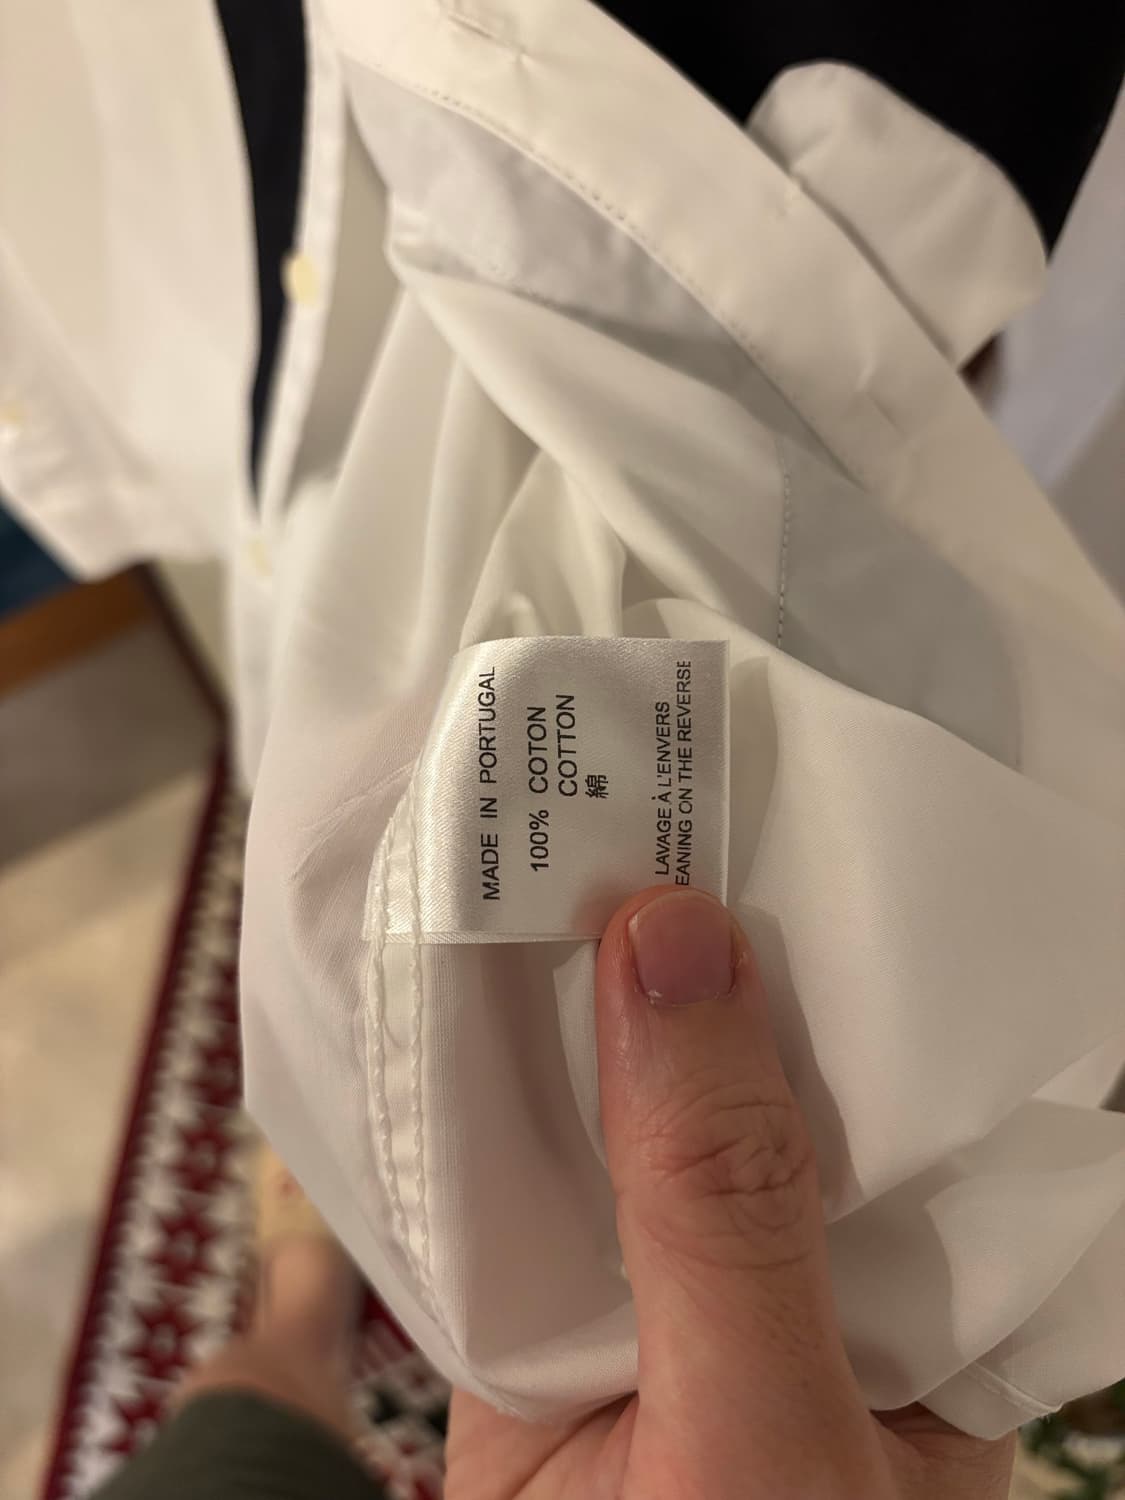 MADE IN PORTUGAL
100% COTON
COTTON
綿
LAVAGE À L'ENVERS
EANING ON THE REVERSE